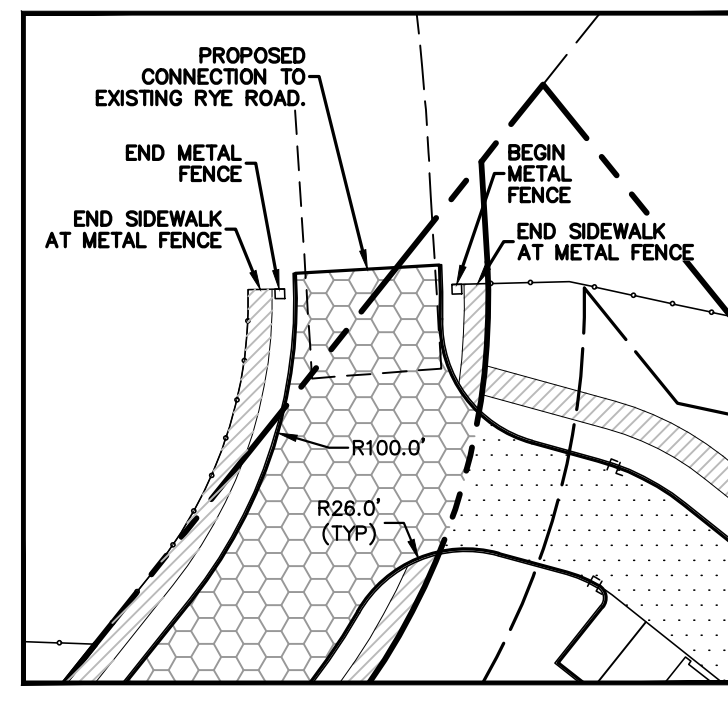 PROPOSED
CONNECTION TO
EXISTING RYE ROAD.
END METAL
FENCE
BEGIN
METAL
FENCE
END SIDEWALK
AT METAL FENCE
END SIDEWALK
AT METAL FENCE
R100.0'
R26.0'
(TYP)